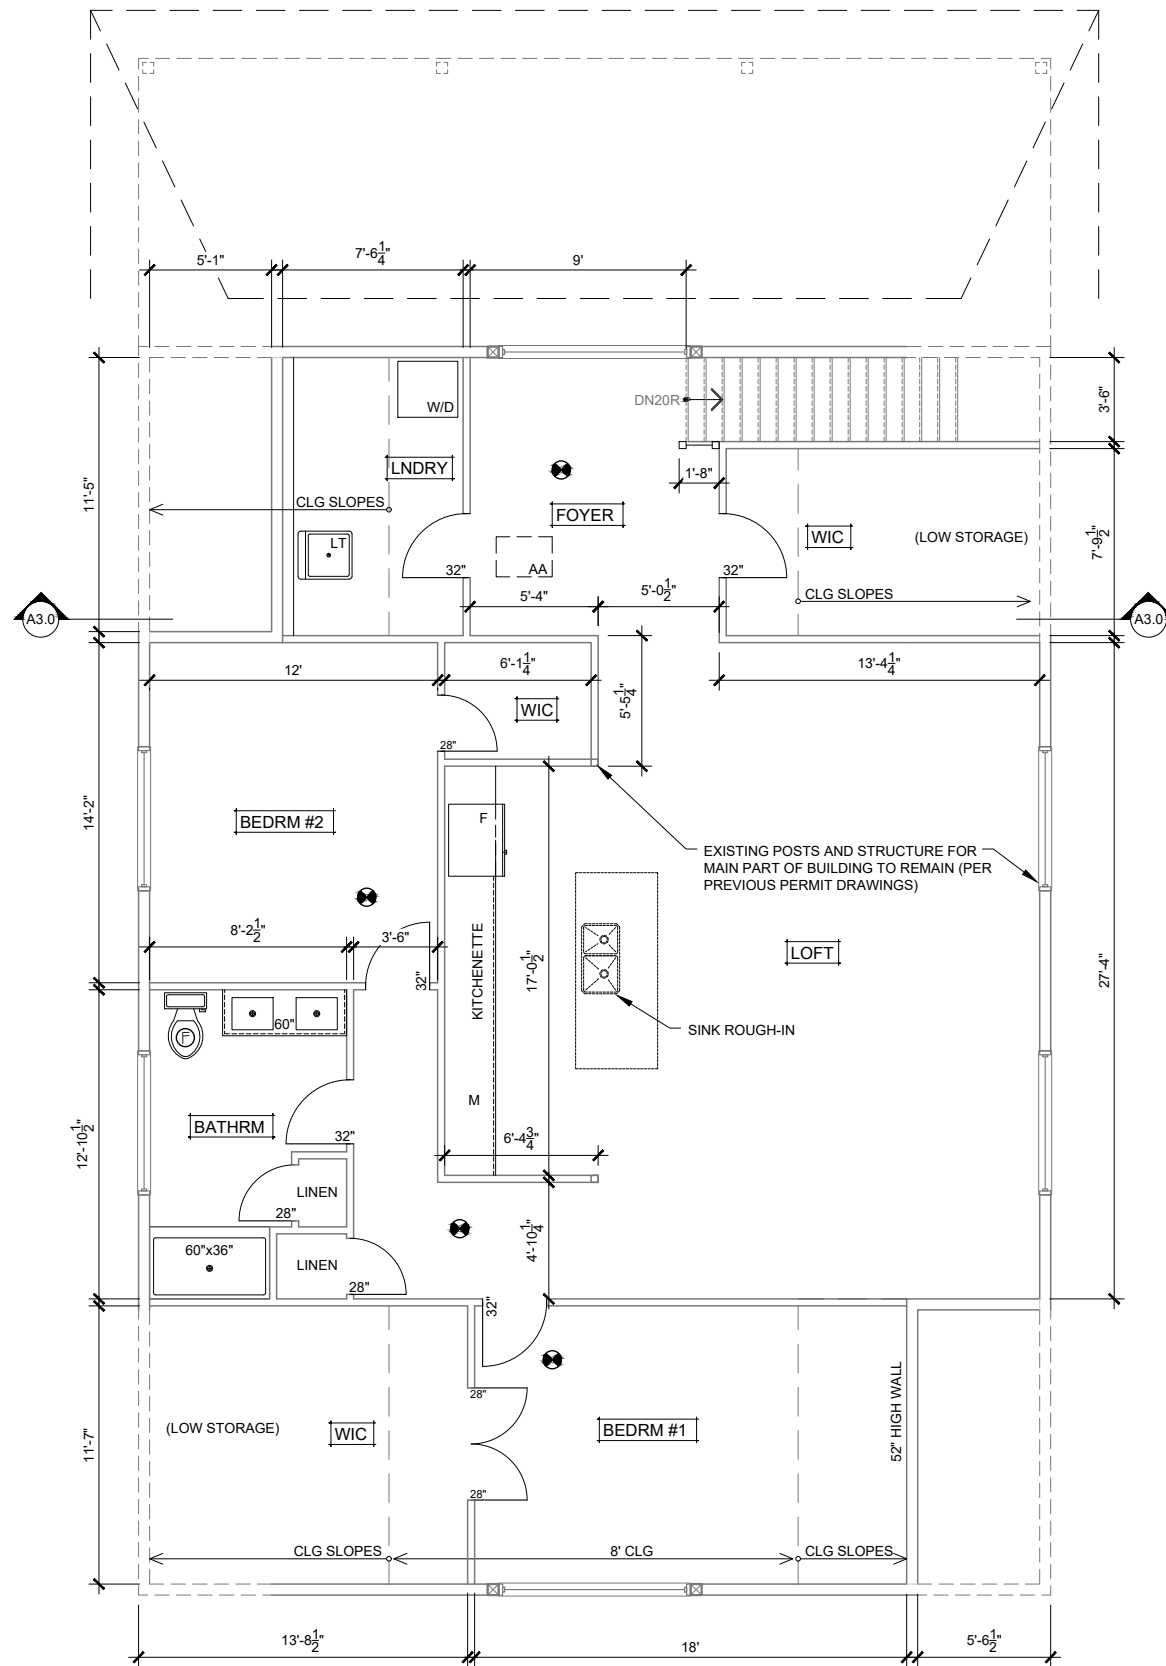 5'-1"
7'-6 1/4"
9'
W/D
DN20R
3'-6"
LNDRY
1'-8"
11'-5"
CLG SLOPES
FOYER
WIC
(LOW STORAGE)
7'-9 1/2"
LT
32"
AA
32"
5'-4"
5'-0 1/2"
CLG SLOPES
A3.0
A3.0
12'
6'-1 1/4"
5'-5 1/4"
13'-4 1/4"
WIC
28"
14'-2"
BEDRM #2
F
EXISTING POSTS AND STRUCTURE FOR
MAIN PART OF BUILDING TO REMAIN (PER
PREVIOUS PERMIT DRAWINGS)
8'-2 1/2"
3'-6"
KITCHENETTE
17'-0 1/2"
LOFT
27'-4"
32"
60"
F
SINK ROUGH-IN
M
BATHRM
32"
6'-4 3/4"
12'-10 1/2"
LINEN
28"
4'-10 1/4"
60"x36"
LINEN
28"
32"
28"
52" HIGH WALL
(LOW STORAGE)
WIC
BEDRM #1
11'-7"
28"
CLG SLOPES
8' CLG
CLG SLOPES
13'-8 1/2"
18'
5'-6 1/2"